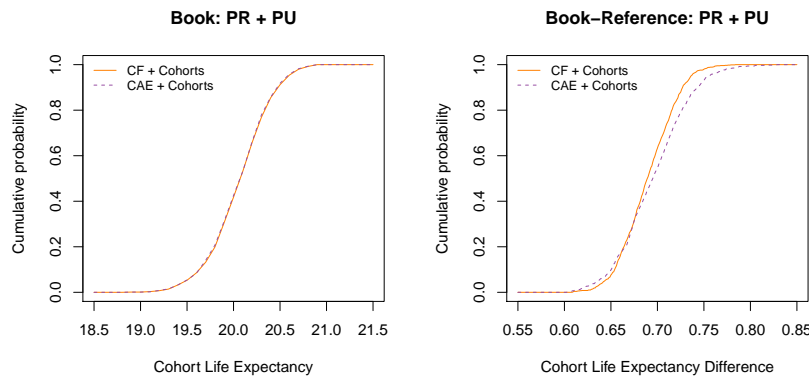 Book: PR + PU
Cumulative probability
1.0
0.8
0.6
0.4
0.2
0.0
CF + Cohorts
CAE + Cohorts
18.5 19.0 19.5 20.0 20.5 21.0 21.5
Cohort Life Expectancy
Book−Reference: PR + PU
Cumulative probability
1.0
0.8
0.6
0.4
0.2
0.0
CF + Cohorts
CAE + Cohorts
0.55 0.60 0.65 0.70 0.75 0.80 0.85
Cohort Life Expectancy Difference